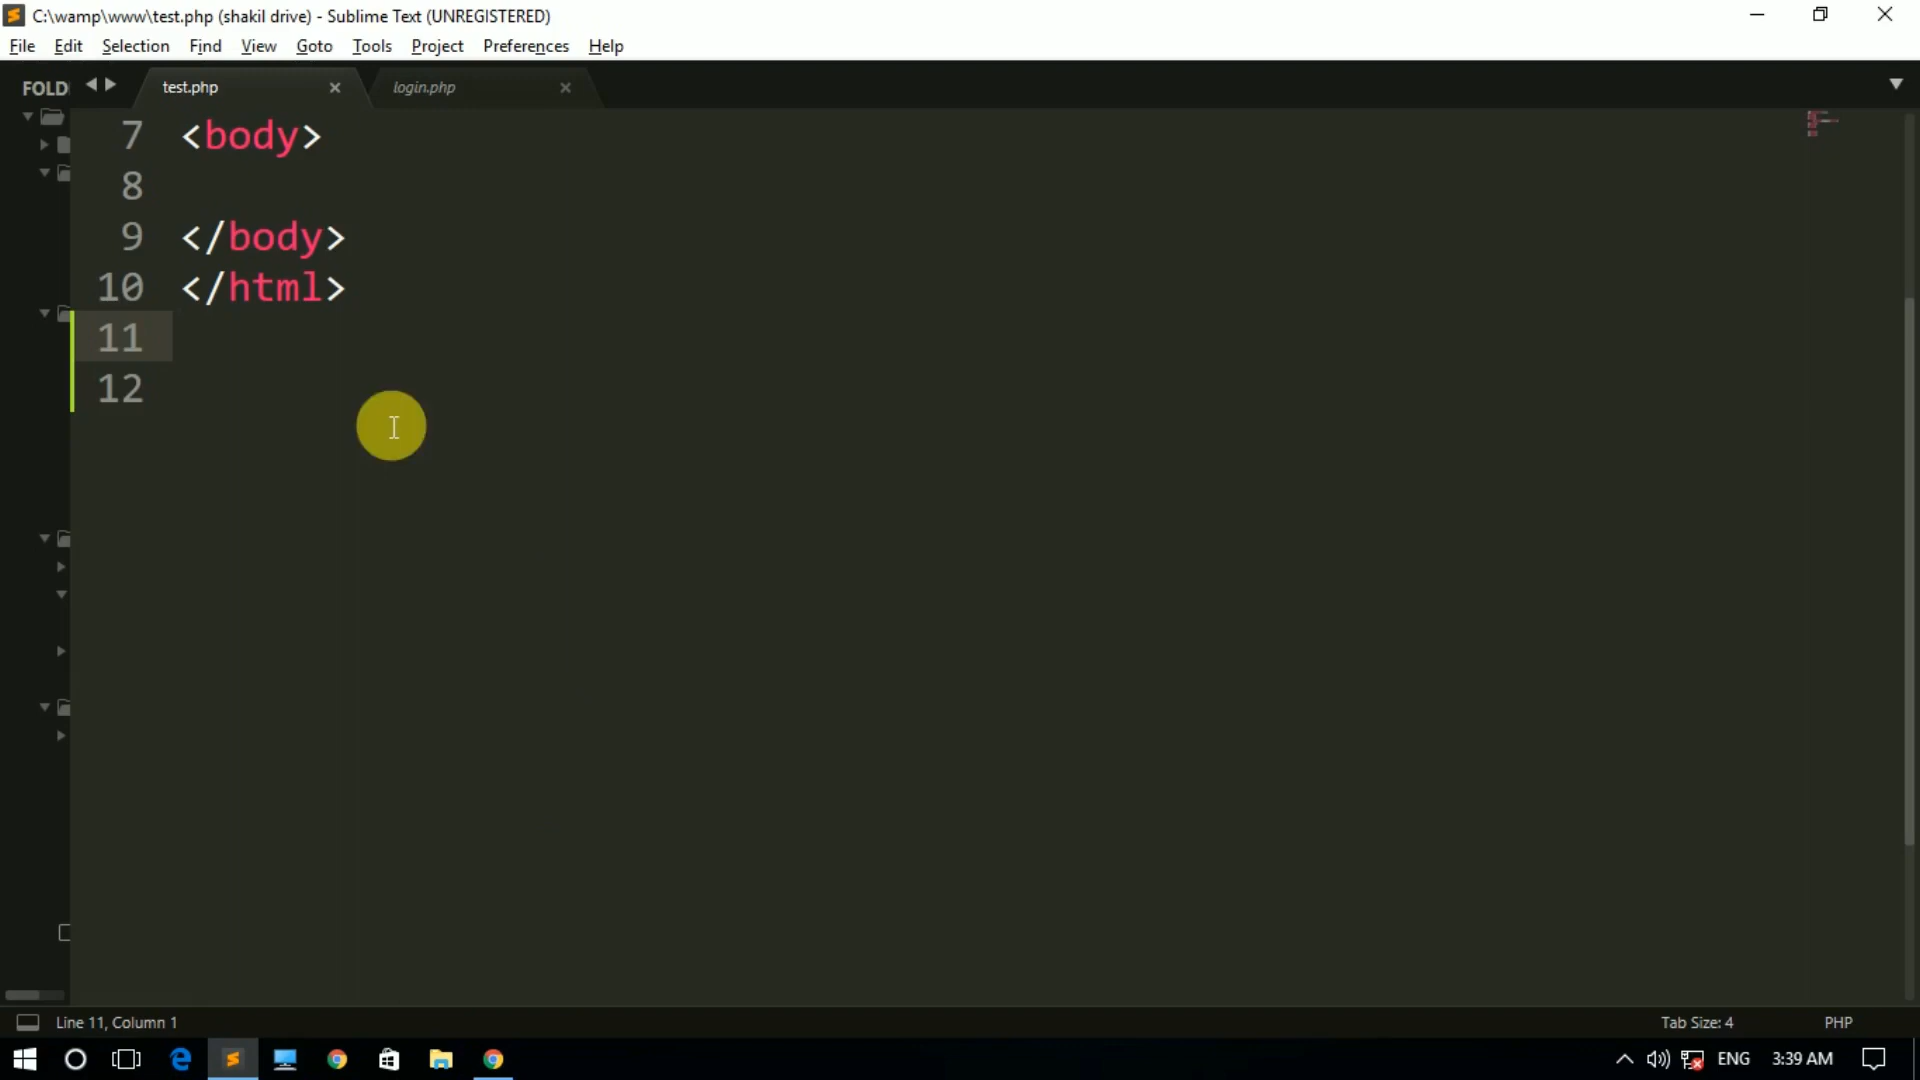 C:\wamp\www\test.php (shakil drive) - Sublime Text (UNREGISTERED)
File Edit Selection Find View Goto Tools Project Preferences Help
FOLD
test.php login.php
7 <body>
8
9 </body>
10 </html>
11
12
Line 11, Column 1 Tab Size: 4 PHP
ENG 3:39 AM